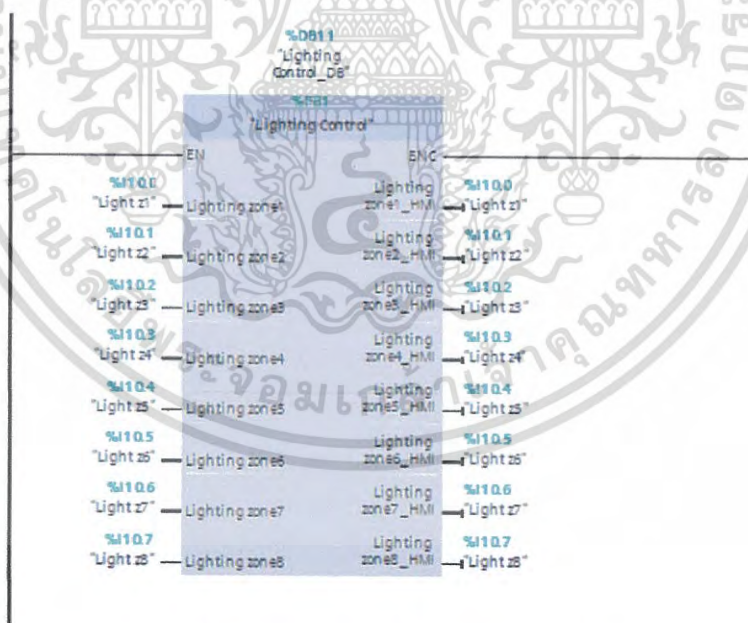 %DB11
"Lighting
Control_DB"
%FB1
"Lighting Control"
EN ENO
%I10.0 Lighting %I10.0
"Light z1" Lighting zone1 zone1_HMI "Light z1"
%I10.1 Lighting %I10.1
"Light z2" Lighting zone2 zone2_HMI "Light z2"
%I10.2 Lighting %I10.2
"Light z3" Lighting zone3 zone3_HMI "Light z3"
%I10.3 Lighting %I10.3
"Light z4" Lighting zone4 zone4_HMI "Light z4"
%I10.4 Lighting %I10.4
"Light z5" Lighting zone5 zone5_HMI "Light z5"
%I10.5 Lighting %I10.5
"Light z6" Lighting zone6 zone6_HMI "Light z6"
%I10.6 Lighting %I10.6
"Light z7" Lighting zone7 zone7_HMI "Light z7"
%I10.7 Lighting %I10.7
"Light z8" Lighting zone8 zone8_HMI "Light z8"